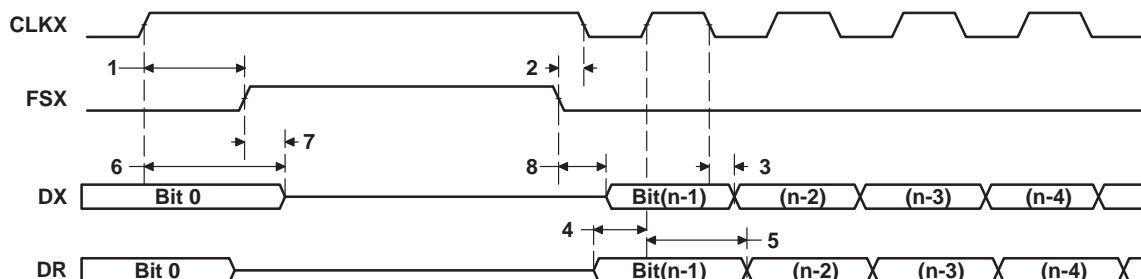 CLKX
1
2
FSX
7
6
8
3
DX
Bit 0
Bit(n-1)
(n-2)
(n-3)
(n-4)
4
5
DR
Bit 0
Bit(n-1)
(n-2)
(n-3)
(n-4)